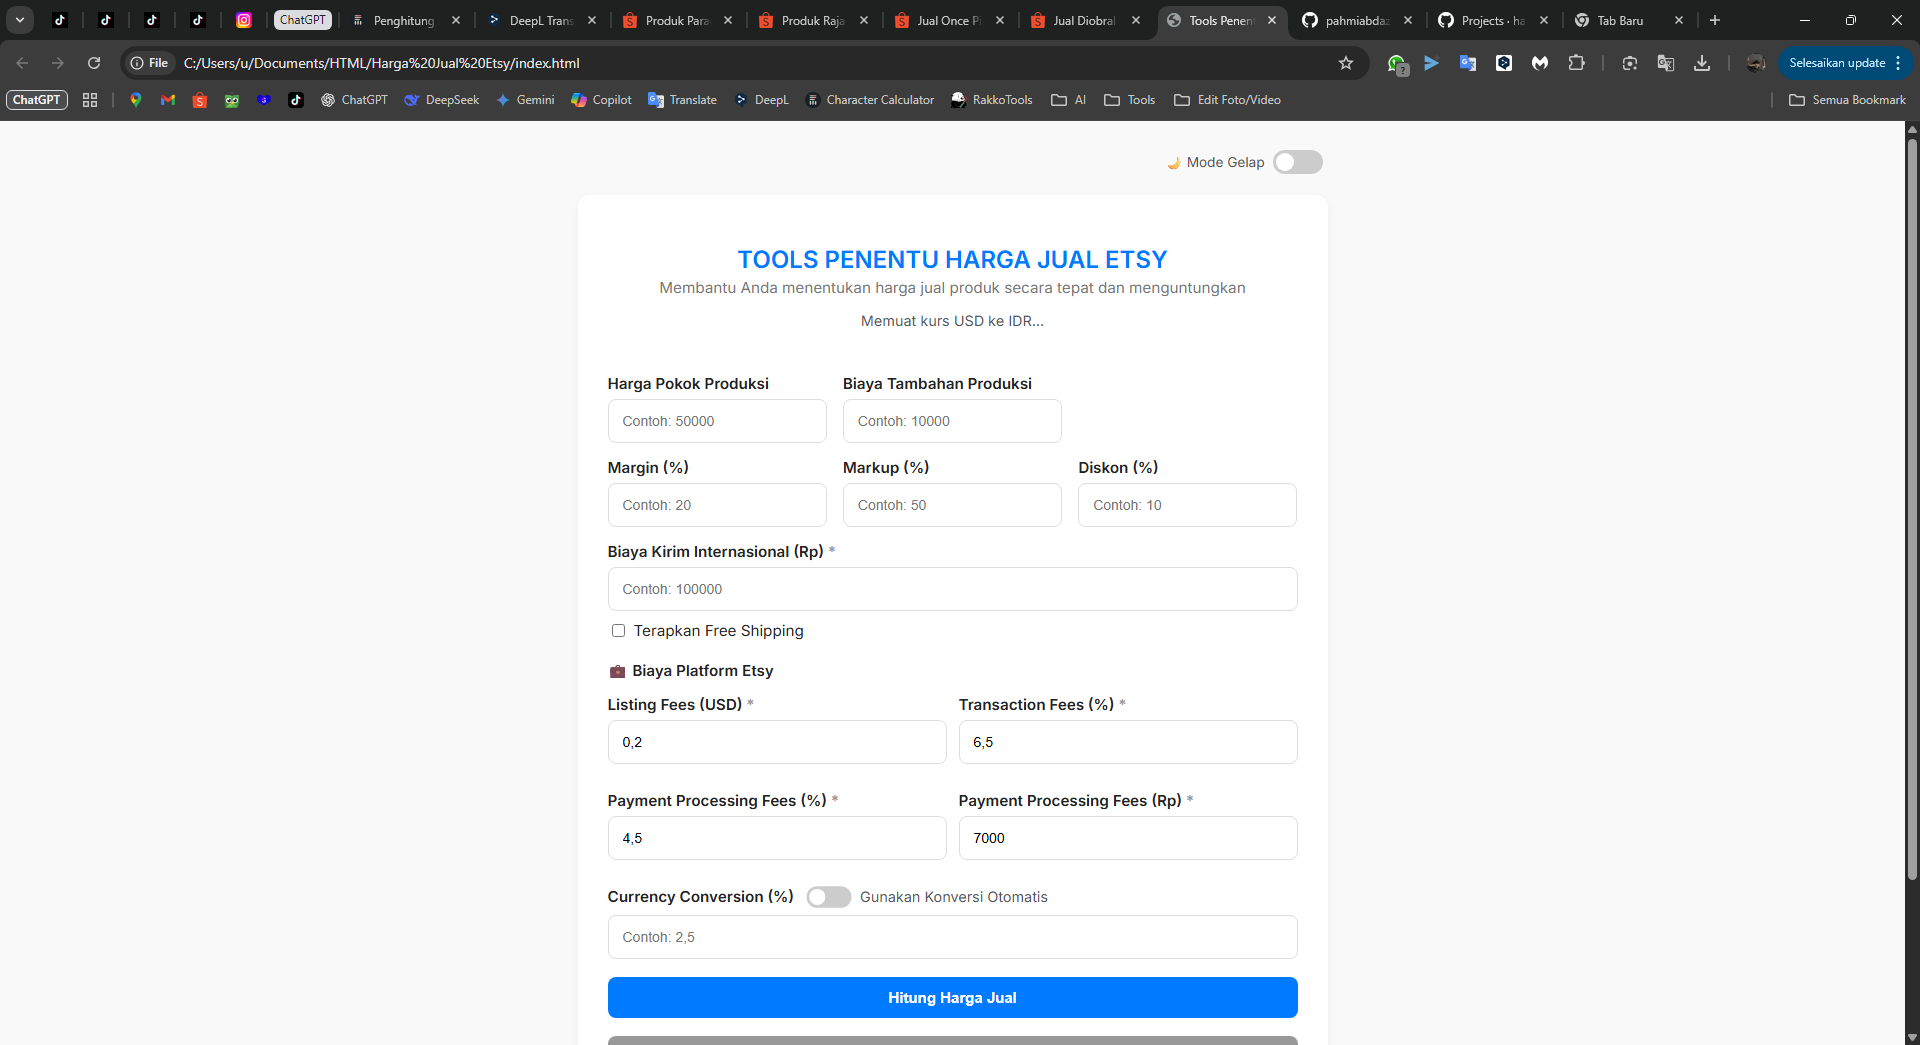 ChatGPT
Penghitung
DeepL Trans
Produk Para
Produk Raja
Jual Once Pi
Jual Diobral
Tools Penent
pahmiabdaz
Projects · ha
Tab Baru
File
C:/Users/u/Documents/HTML/Harga%20Jual%20Etsy/index.html
Selesaikan update
ChatGPT
ChatGPT
DeepSeek
Gemini
Copilot
Translate
DeepL
Character Calculator
RakkoTools
AI
Tools
Edit Foto/Video
Semua Bookmark
🌙 Mode Gelap
TOOLS PENENTU HARGA JUAL ETSY
Membantu Anda menentukan harga jual produk secara tepat dan menguntungkan
Memuat kurs USD ke IDR...
Harga Pokok Produksi
Biaya Tambahan Produksi
Contoh: 50000
Contoh: 10000
Margin (%)
Markup (%)
Diskon (%)
Contoh: 20
Contoh: 50
Contoh: 10
Biaya Kirim Internasional (Rp) *
Contoh: 100000
Terapkan Free Shipping
💼 Biaya Platform Etsy
Listing Fees (USD) *
Transaction Fees (%) *
0,2
6,5
Payment Processing Fees (%) *
Payment Processing Fees (Rp) *
4,5
7000
Currency Conversion (%)
Gunakan Konversi Otomatis
Contoh: 2,5
Hitung Harga Jual